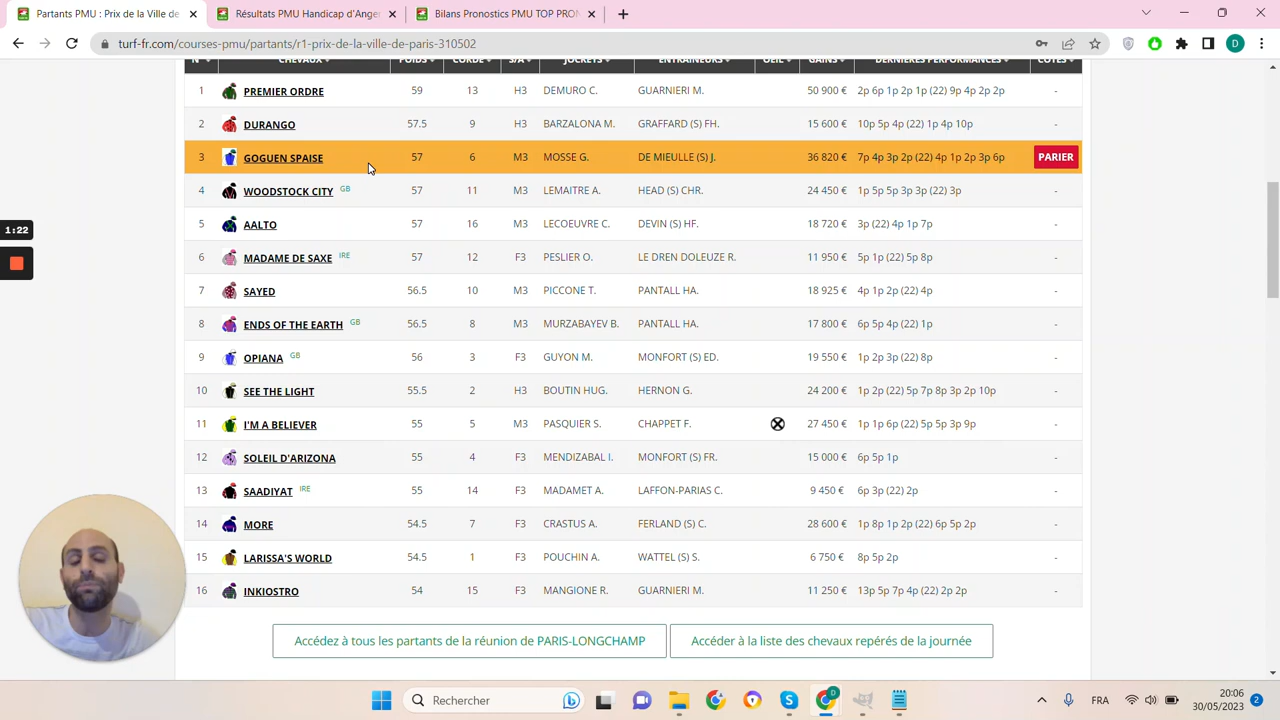 Partants PMU : Prix de la Ville de
Résultats PMU Handicap d'Anger
Bilans Pronostics PMU TOP PRON
turf-fr.com/courses-pmu/partants/r1-prix-de-la-ville-de-paris-310502
N° CHEVAUX POIDS CORDE S/A JOCKEYS ENTRAINEURS OEIL GAINS DERNIÈRES PERFORMANCES COTES
1 PREMIER ORDRE 59 13 H3 DEMURO C. GUARNIERI M. 50 900 € 2p 6p 1p 2p 1p (22) 9p 4p 2p 2p -
2 DURANGO 57.5 9 H3 BARZALONA M. GRAFFARD (S) FH. 15 600 € 10p 5p 4p (22) 1p 4p 10p -
3 GOGUEN SPAISE 57 6 M3 MOSSE G. DE MIEULLE (S) J. 36 820 € 7p 4p 3p 2p (22) 4p 1p 2p 3p 6p PARIER
4 WOODSTOCK CITY GB 57 11 M3 LEMAITRE A. HEAD (S) CHR. 24 450 € 1p 5p 5p 3p 3p (22) 3p -
5 AALTO 57 16 M3 LECOEUVRE C. DEVIN (S) HF. 18 720 € 3p (22) 4p 1p 7p -
6 MADAME DE SAXE IRE 57 12 F3 PESLIER O. LE DREN DOLEUZE R. 11 950 € 5p 1p (22) 5p 8p -
7 SAYED 56.5 10 M3 PICCONE T. PANTALL HA. 18 925 € 4p 1p 2p (22) 4p -
8 ENDS OF THE EARTH GB 56.5 8 M3 MURZABAYEV B. PANTALL HA. 17 800 € 6p 5p 4p (22) 1p -
9 OPIANA GB 56 3 F3 GUYON M. MONFORT (S) ED. 19 550 € 1p 2p 3p (22) 8p -
10 SEE THE LIGHT 55.5 2 H3 BOUTIN HUG. HERNON G. 24 200 € 1p 2p (22) 5p 7p 8p 3p 2p 10p -
11 I'M A BELIEVER 55 5 M3 PASQUIER S. CHAPPET F. 27 450 € 1p 1p 6p (22) 5p 5p 3p 9p -
12 SOLEIL D'ARIZONA 55 4 F3 MENDIZABAL I. MONFORT (S) FR. 15 000 € 6p 5p 1p -
13 SAADIYAT IRE 55 14 F3 MADAMET A. LAFFON-PARIAS C. 9 450 € 6p 3p (22) 2p -
14 MORE 54.5 7 F3 CRASTUS A. FERLAND (S) C. 28 600 € 1p 8p 1p 2p (22) 6p 5p 2p -
15 LARISSA'S WORLD 54.5 1 F3 POUCHIN A. WATTEL (S) S. 6 750 € 8p 5p 2p -
16 INKIOSTRO 54 15 F3 MANGIONE R. GUARNIERI M. 11 250 € 13p 5p 7p 4p (22) 2p 2p -
1:22
Accédez à tous les partants de la réunion de PARIS-LONGCHAMP
Accéder à la liste des chevaux repérés de la journée
Rechercher
FRA
20:06
30/05/2023
2